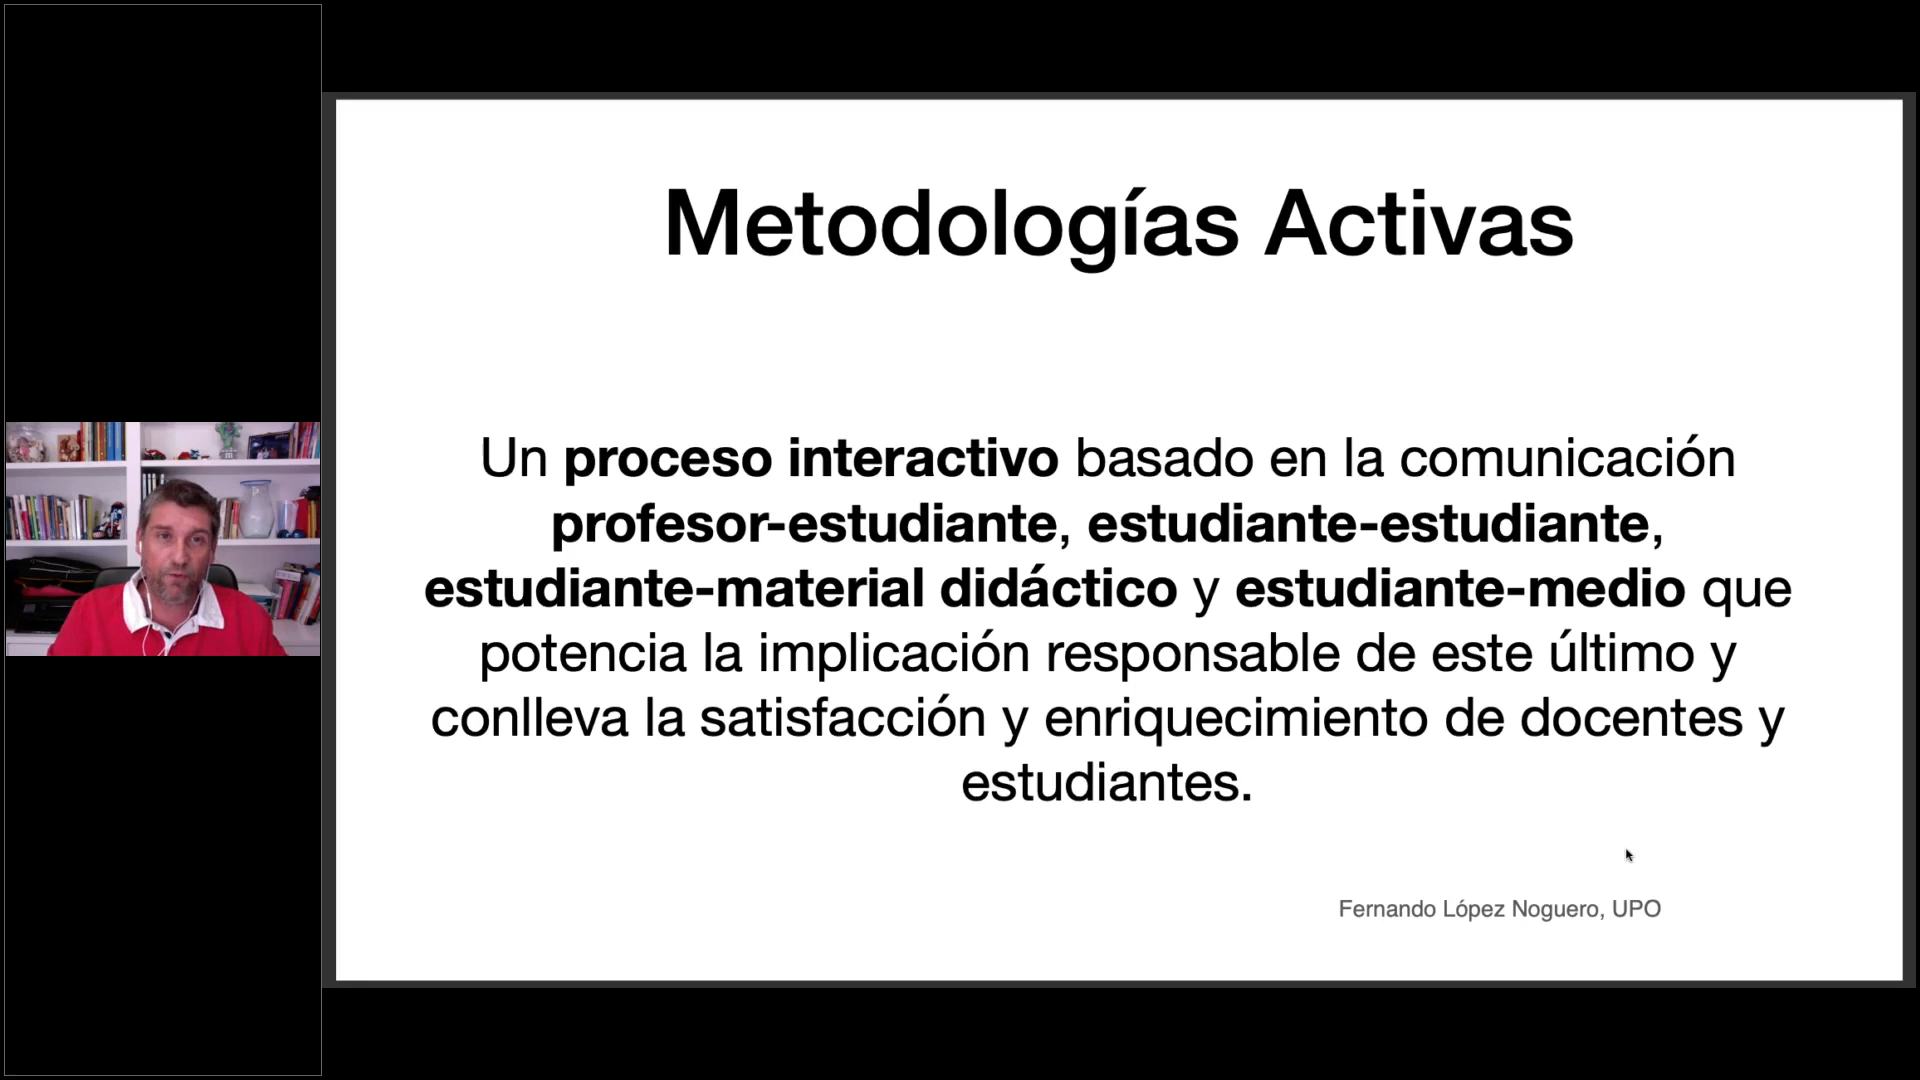 Metodologías Activas
Un proceso interactivo basado en la comunicación
profesor-estudiante, estudiante-estudiante,
estudiante-material didáctico y estudiante-medio que
potencia la implicación responsable de este último y
conlleva la satisfacción y enriquecimiento de docentes y
estudiantes.
Fernando López Noguero, UPO